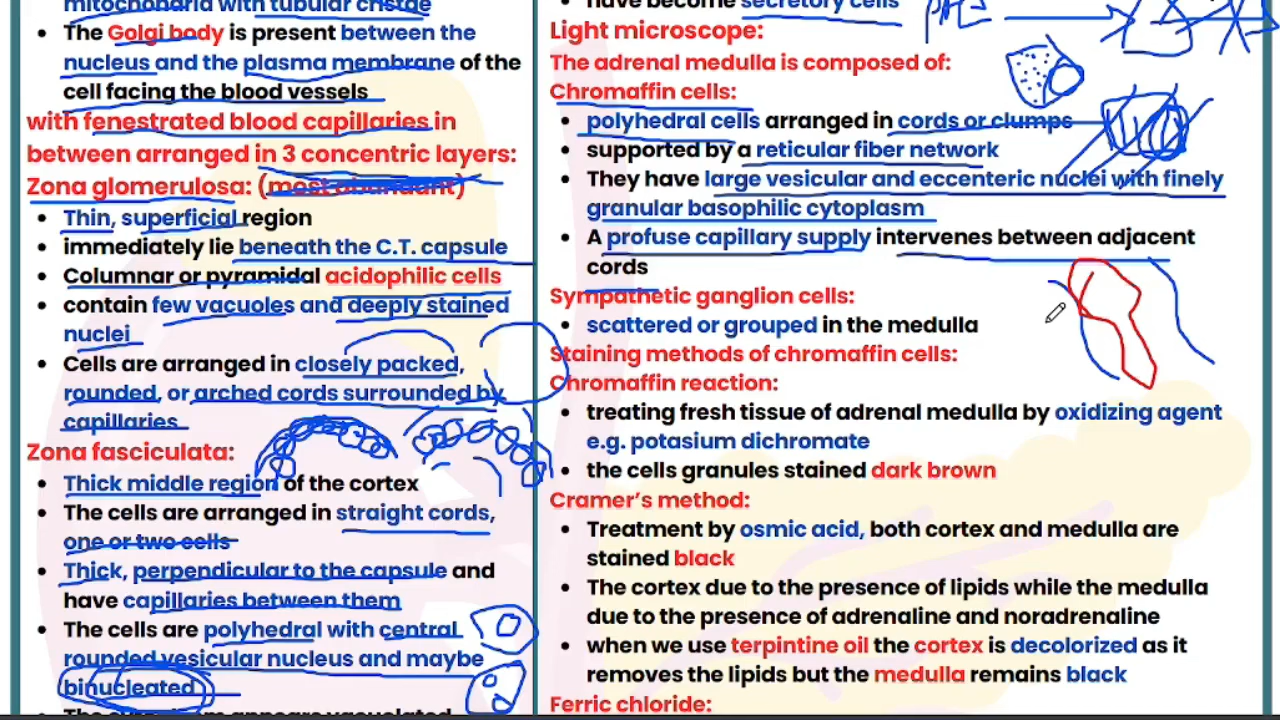 mitochondria with tubular cristae
• The Golgi body is present between the
nucleus and the plasma membrane of the
cell facing the blood vessels
with fenestrated blood capillaries in
between arranged in 3 concentric layers:
Zona glomerulosa: (most abundant)
• Thin, superficial region
• immediately lie beneath the C.T. capsule
• Columnar or pyramidal acidophilic cells
• contain few vacuoles and deeply stained
nuclei
• Cells are arranged in closely packed,
rounded, or arched cords surrounded by
capillaries
Zona fasciculata:
• Thick middle region of the cortex
• The cells are arranged in straight cords,
one or two cells
• Thick, perpendicular to the capsule and
have capillaries between them
• The cells are polyhedral with central
rounded vesicular nucleus and maybe
binucleated
• The cytoplasm appears vacuolated
have become secretory cells
Light microscope:
The adrenal medulla is composed of:
Chromaffin cells:
• polyhedral cells arranged in cords or clumps
• supported by a reticular fiber network
• They have large vesicular and eccenteric nuclei with finely
granular basophilic cytoplasm
• A profuse capillary supply intervenes between adjacent
cords
Sympathetic ganglion cells:
• scattered or grouped in the medulla
Staining methods of chromaffin cells:
Chromaffin reaction:
• treating fresh tissue of adrenal medulla by oxidizing agent
e.g. potasium dichromate
• the cells granules stained dark brown
Cramer's method:
• Treatment by osmic acid, both cortex and medulla are
stained black
• The cortex due to the presence of lipids while the medulla
due to the presence of adrenaline and noradrenaline
• when we use terpintine oil the cortex is decolorized as it
removes the lipids but the medulla remains black
Ferric chloride: